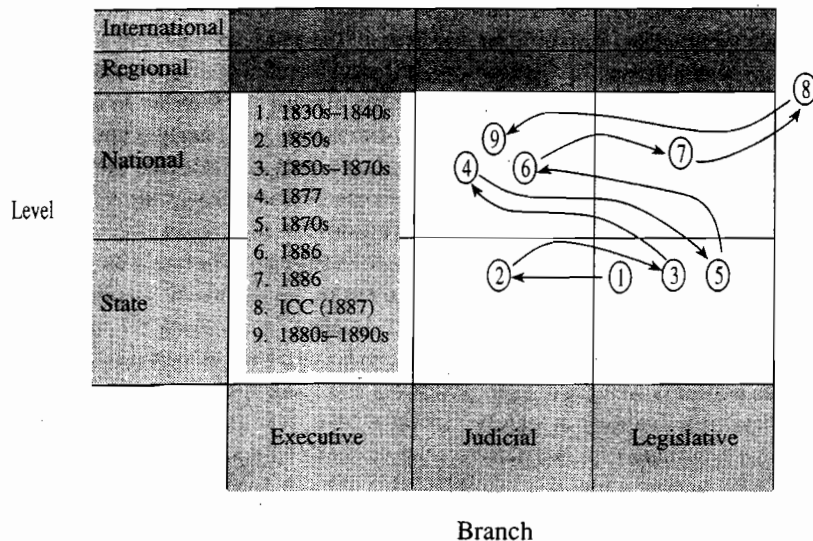 International
Regional
1. 1830s–1840s
2. 1850s
3. 1850s–1870s
4. 1877
5. 1870s
6. 1886
7. 1886
8. ICC (1887)
9. 1880s–1890s
National
Level
State
8
9
4
6
7
2
1
3
5
Executive
Judicial
Legislative
Branch